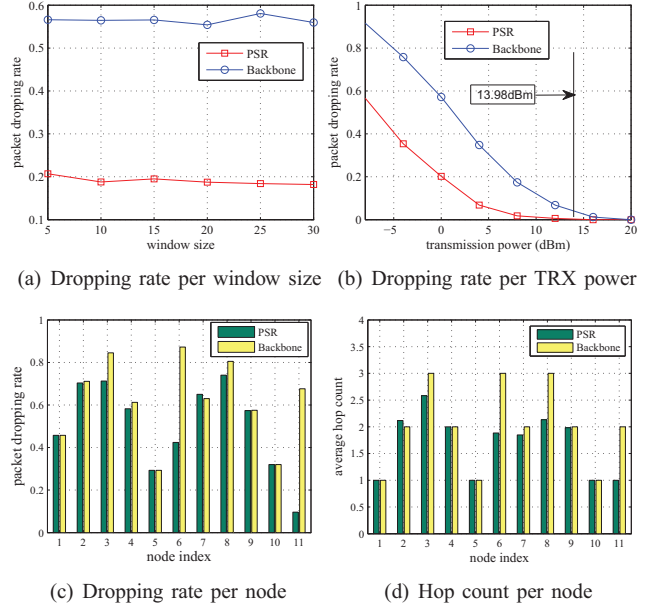 0.6
0.5
0.4
0.3
0.2
0.1
packet dropping rate
PSR
Backbone
5 10 15 20 25 30
window size
1
0.8
0.6
0.4
0.2
0
packet dropping rate
PSR
Backbone
13.98dBm
−5 0 5 10 15 20
transmission power (dBm)
(a) Dropping rate per window size
(b) Dropping rate per TRX power
1
0.8
0.6
0.4
0.2
0
packet dropping rate
PSR
Backbone
1 2 3 4 5 6 7 8 9 10 11
node index
4
3.5
3
2.5
2
1.5
1
0.5
0
average hop count
PSR
Backbone
1 2 3 4 5 6 7 8 9 10 11
node index
(c) Dropping rate per node
(d) Hop count per node